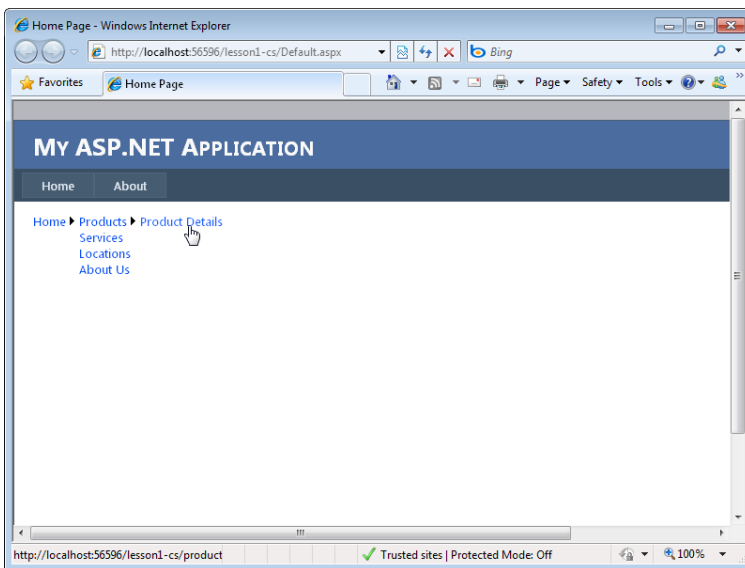 Home Page - Windows Internet Explorer
http://localhost:56596/lesson1-cs/Default.aspx Bing
Favorites Home Page Page Safety Tools
MY ASP.NET APPLICATION
Home About
Home Products Product Details
Services
Locations
About Us
http://localhost:56596/lesson1-cs/product Trusted sites | Protected Mode: Off 100%